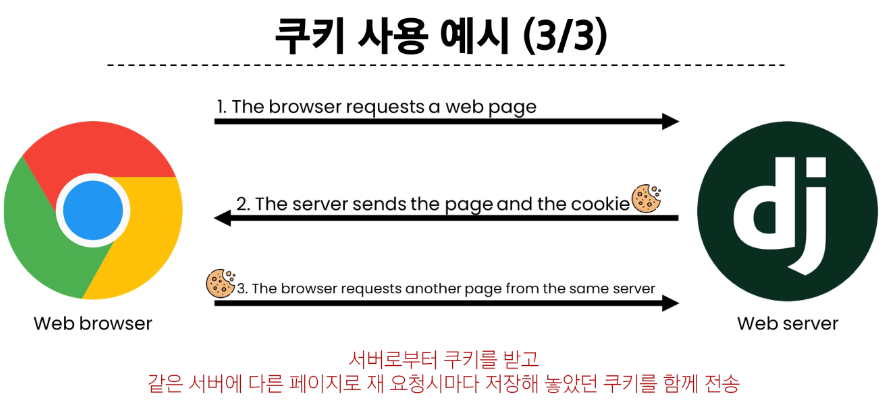 쿠키 사용 예시 (3/3)
1. The browser requests a web page
2. The server sends the page and the cookie
3. The browser requests another page from the same server
dj
Web browser
Web server
서버로부터 쿠키를 받고
같은 서버에 다른 페이지로 재 요청시마다 저장해 놓았던 쿠키를 함께 전송